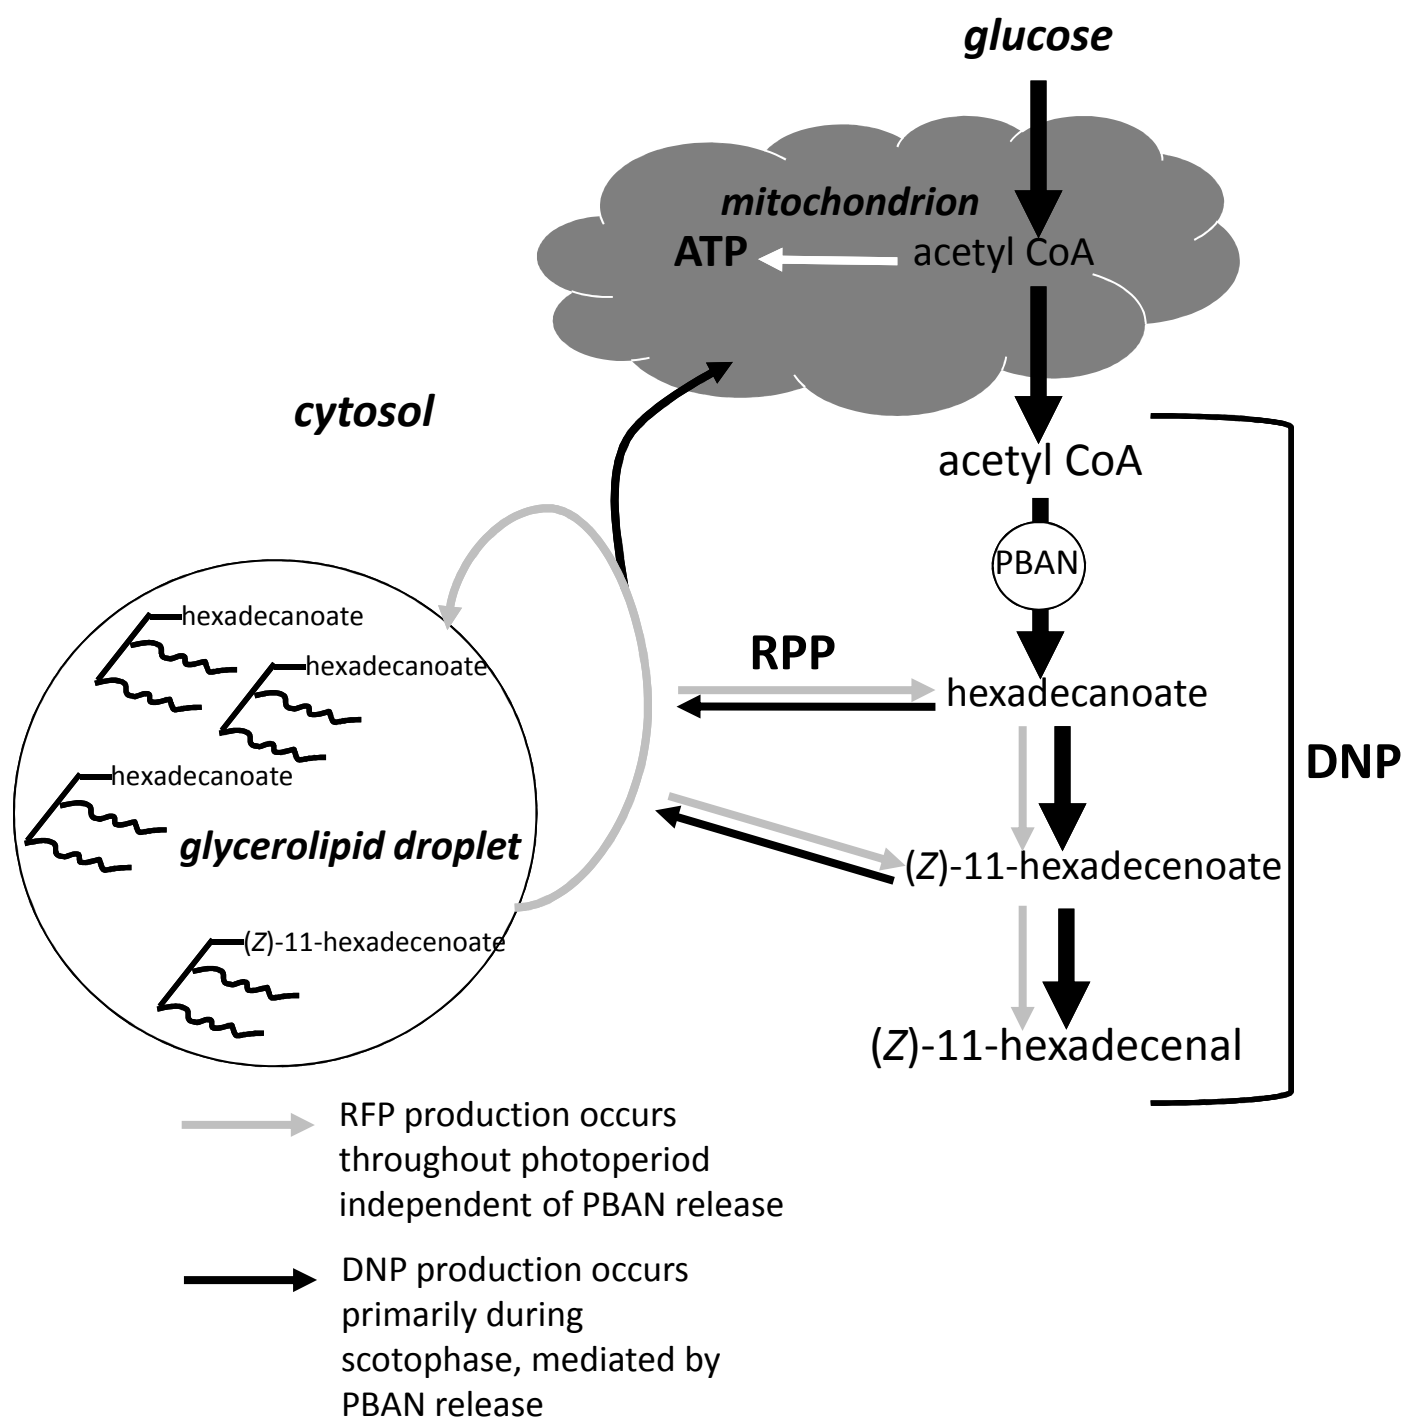 glucose
mitochondrion
ATP
acetyl CoA
cytosol
acetyl CoA
PBAN
hexadecanoate
hexadecanoate
RPP
hexadecanoate
DNP
hexadecanoate
glycerolipid droplet
(Z)-11-hexadecenoate
(Z)-11-hexadecenoate
(Z)-11-hexadecenal
RFP production occurs
throughout photoperiod
independent of PBAN release
DNP production occurs
primarily during
scotophase, mediated by
PBAN release